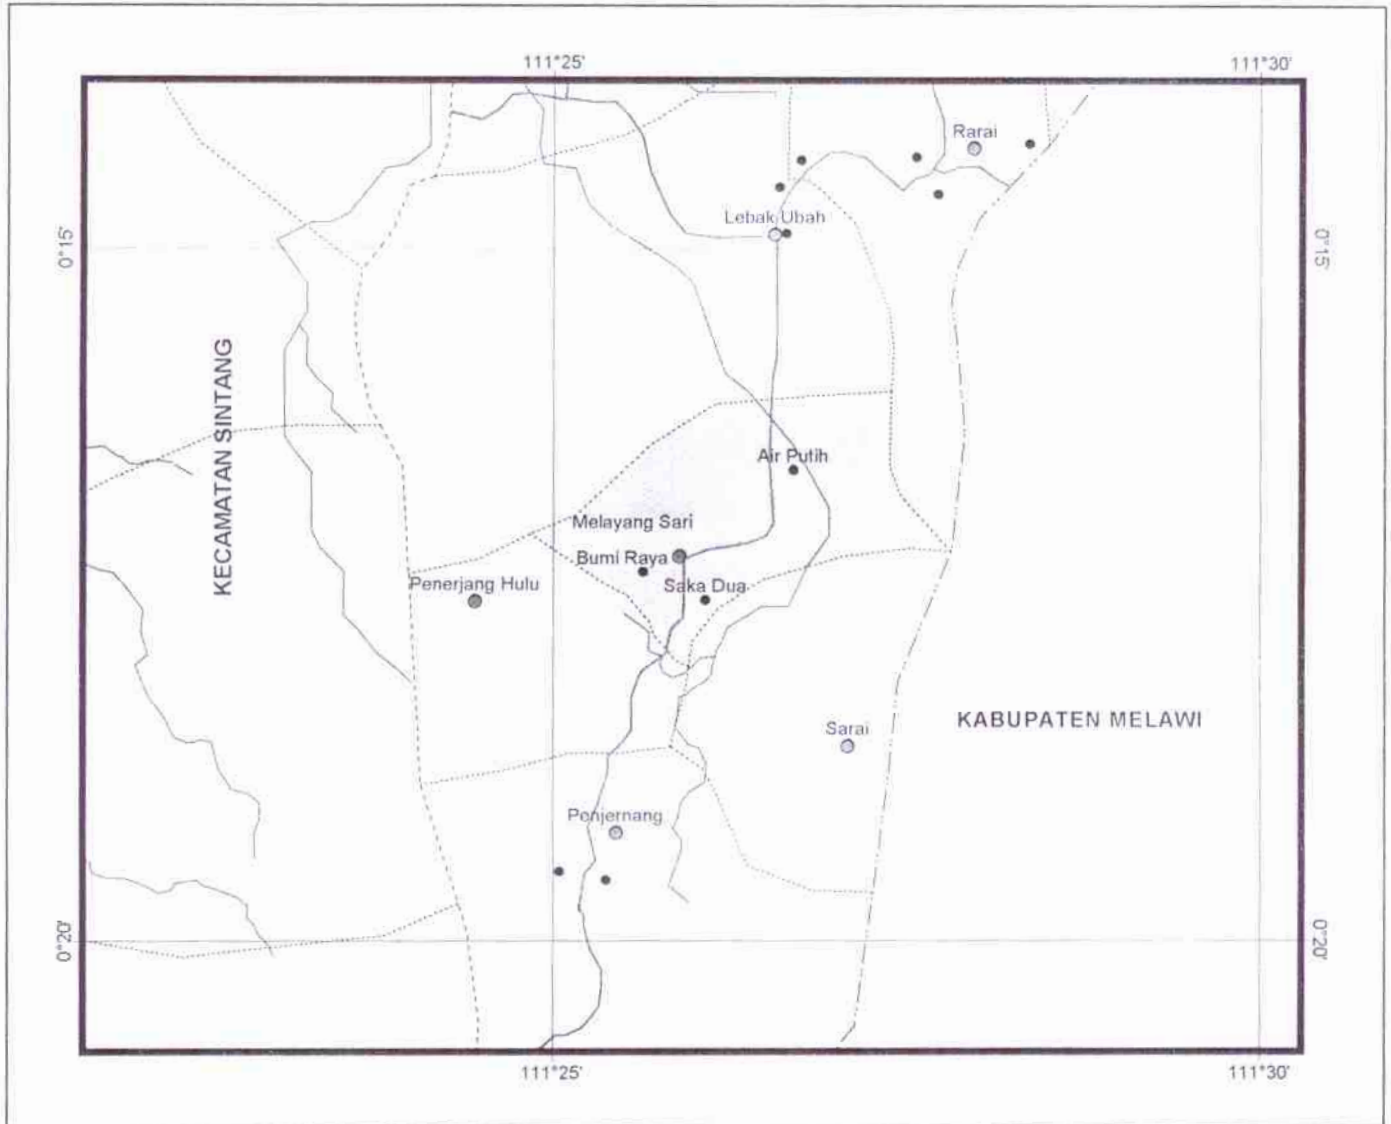 111°25'
111°30'
Rarai
Lebak Ubah
0°15'
0°15'
KECAMATAN SINTANG
Air Putih
Melayang Sari
Bumi Raya
Penerjang Hulu
Saka Dua
KABUPATEN MELAWI
Sarai
Penjernang
0°20'
0°20'
111°25'
111°30'